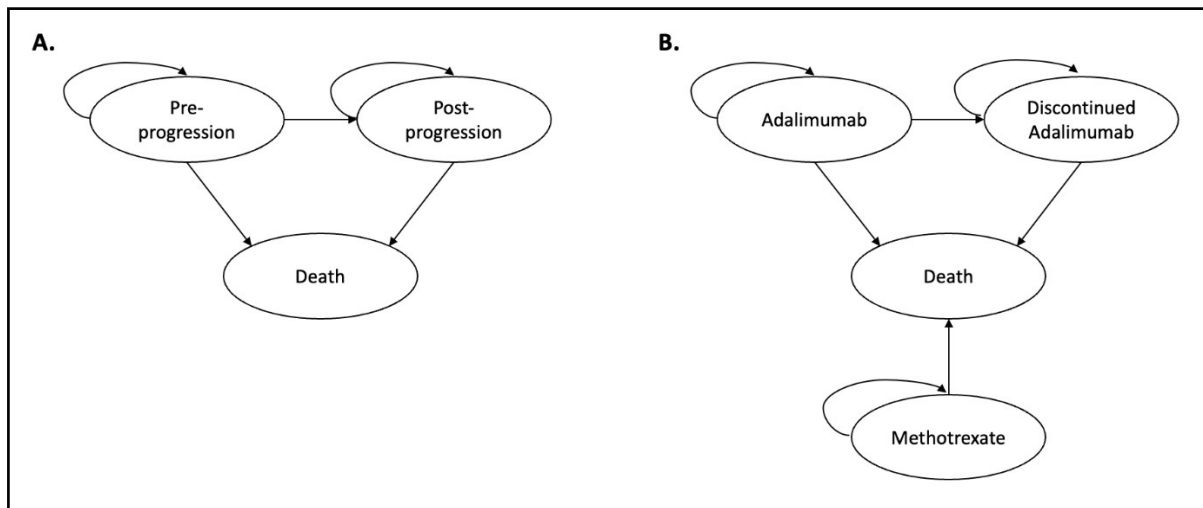 A.
Pre-
progression
Post-
progression
Death
B.
Adalimumab
Discontinued
Adalimumab
Death
Methotrexate